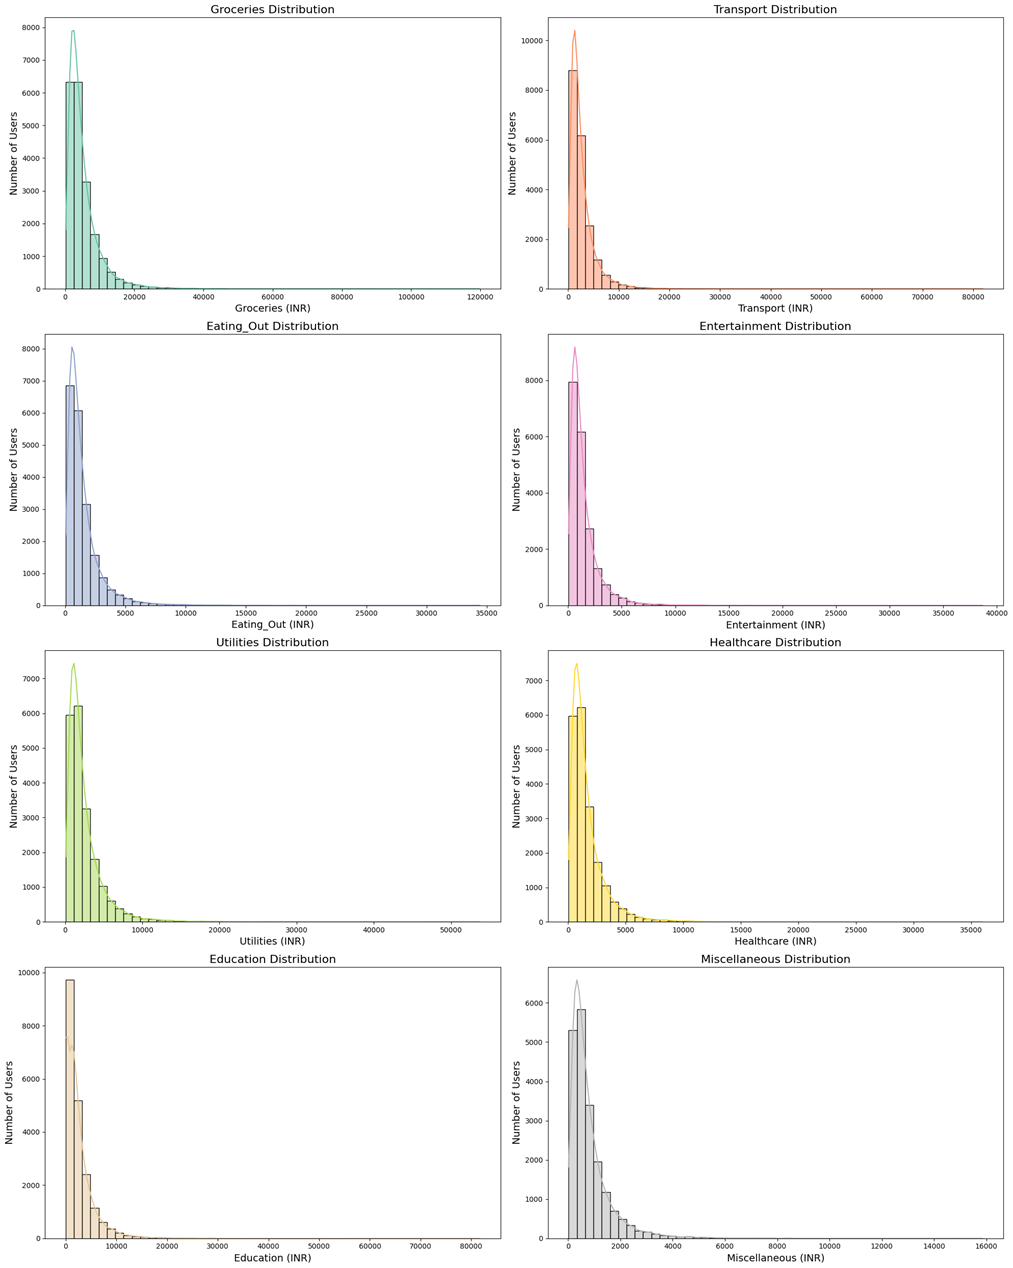 Groceries Distribution
Number of Users
8000
7000
6000
5000
4000
3000
2000
1000
0
0 20000 40000 60000 80000 100000 120000
Groceries (INR)
Transport Distribution
Number of Users
10000
8000
6000
4000
2000
0
0 10000 20000 30000 40000 50000 60000 70000 80000
Transport (INR)
Eating_Out Distribution
Number of Users
8000
7000
6000
5000
4000
3000
2000
1000
0
0 5000 10000 15000 20000 25000 30000 35000
Eating_Out (INR)
Entertainment Distribution
Number of Users
8000
6000
4000
2000
0
0 5000 10000 15000 20000 25000 30000 35000 40000
Entertainment (INR)
Utilities Distribution
Number of Users
7000
6000
5000
4000
3000
2000
1000
0
0 10000 20000 30000 40000 50000
Utilities (INR)
Healthcare Distribution
Number of Users
7000
6000
5000
4000
3000
2000
1000
0
0 5000 10000 15000 20000 25000 30000 35000
Healthcare (INR)
Education Distribution
Number of Users
10000
8000
6000
4000
2000
0
0 10000 20000 30000 40000 50000 60000 70000 80000
Education (INR)
Miscellaneous Distribution
Number of Users
6000
5000
4000
3000
2000
1000
0
0 2000 4000 6000 8000 10000 12000 14000 16000
Miscellaneous (INR)